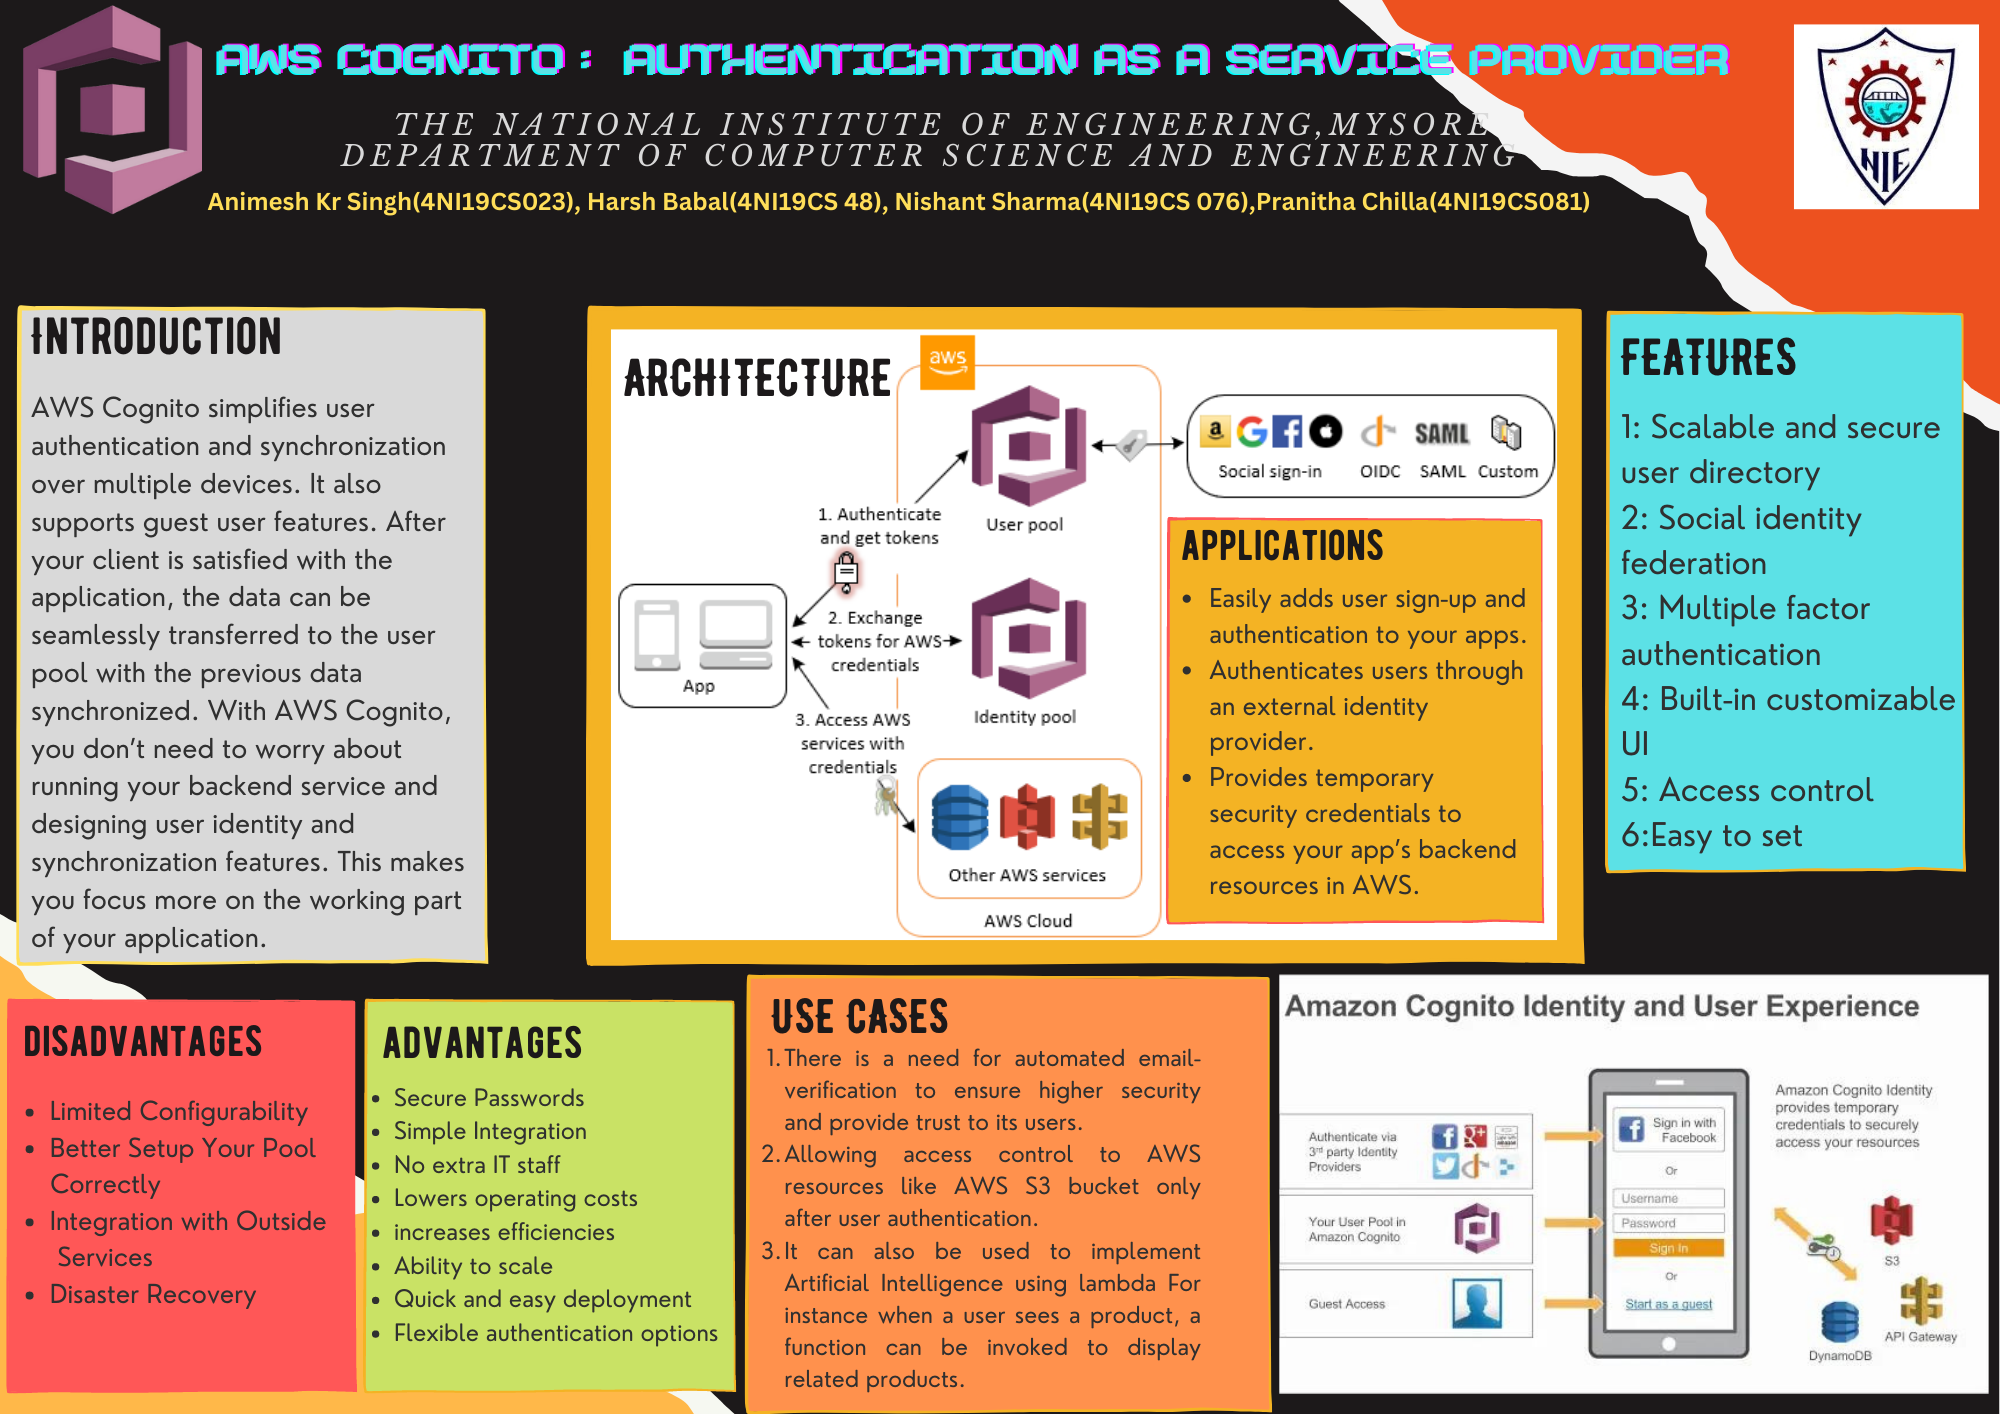 AWS COGNITO : AUTHENTICATION AS A SERVICE PROVIDER
THE NATIONAL INSTITUTE OF ENGINEERING,MYSORE
DEPARTMENT OF COMPUTER SCIENCE AND ENGINEERING
Animesh Kr Singh(4NI19CS023), Harsh Babal(4NI19CS 48), Nishant Sharma(4NI19CS 076),Pranitha Chilla(4NI19CS081)
NIE
INTRODUCTION
AWS Cognito simplifies user
authentication and synchronization
over multiple devices. It also
supports guest user features. After
your client is satisfied with the
application, the data can be
seamlessly transferred to the user
pool with the previous data
synchronized. With AWS Cognito,
you don't need to worry about
running your backend service and
designing user identity and
synchronization features. This makes
you focus more on the working part
of your application.
ARCHITECTURE
aws
a
SAML
Social sign-in OIDC SAML Custom
1. Authenticate
and get tokens
User pool
2. Exchange
tokens for AWS
credentials
App
Identity pool
3. Access AWS
services with
credentials
Other AWS services
AWS Cloud
APPLICATIONS
• Easily adds user sign-up and
authentication to your apps.
• Authenticates users through
an external identity
provider.
• Provides temporary
security credentials to
access your app's backend
resources in AWS.
FEATURES
1: Scalable and secure
user directory
2: Social identity
federation
3: Multiple factor
authentication
4: Built-in customizable
UI
5: Access control
6:Easy to set
DISADVANTAGES
• Limited Configurability
• Better Setup Your Pool
Correctly
• Integration with Outside
Services
• Disaster Recovery
ADVANTAGES
• Secure Passwords
• Simple Integration
• No extra IT staff
• Lowers operating costs
• increases efficiencies
• Ability to scale
• Quick and easy deployment
• Flexible authentication options
USE CASES
1. There is a need for automated email-
verification to ensure higher security
and provide trust to its users.
2. Allowing access control to AWS
resources like AWS S3 bucket only
after user authentication.
3. It can also be used to implement
Artificial Intelligence using lambda For
instance when a user sees a product, a
function can be invoked to display
related products.
Amazon Cognito Identity and User Experience
Authenticate via
3rd party Identity
Providers
Your User Pool in
Amazon Cognito
Guest Access
Sign in with
Facebook
Or
Username
Password
Sign In
Or
Start as a guest
Amazon Cognito Identity
provides temporary
credentials to securely
access your resources
S3
API Gateway
DynamoDB